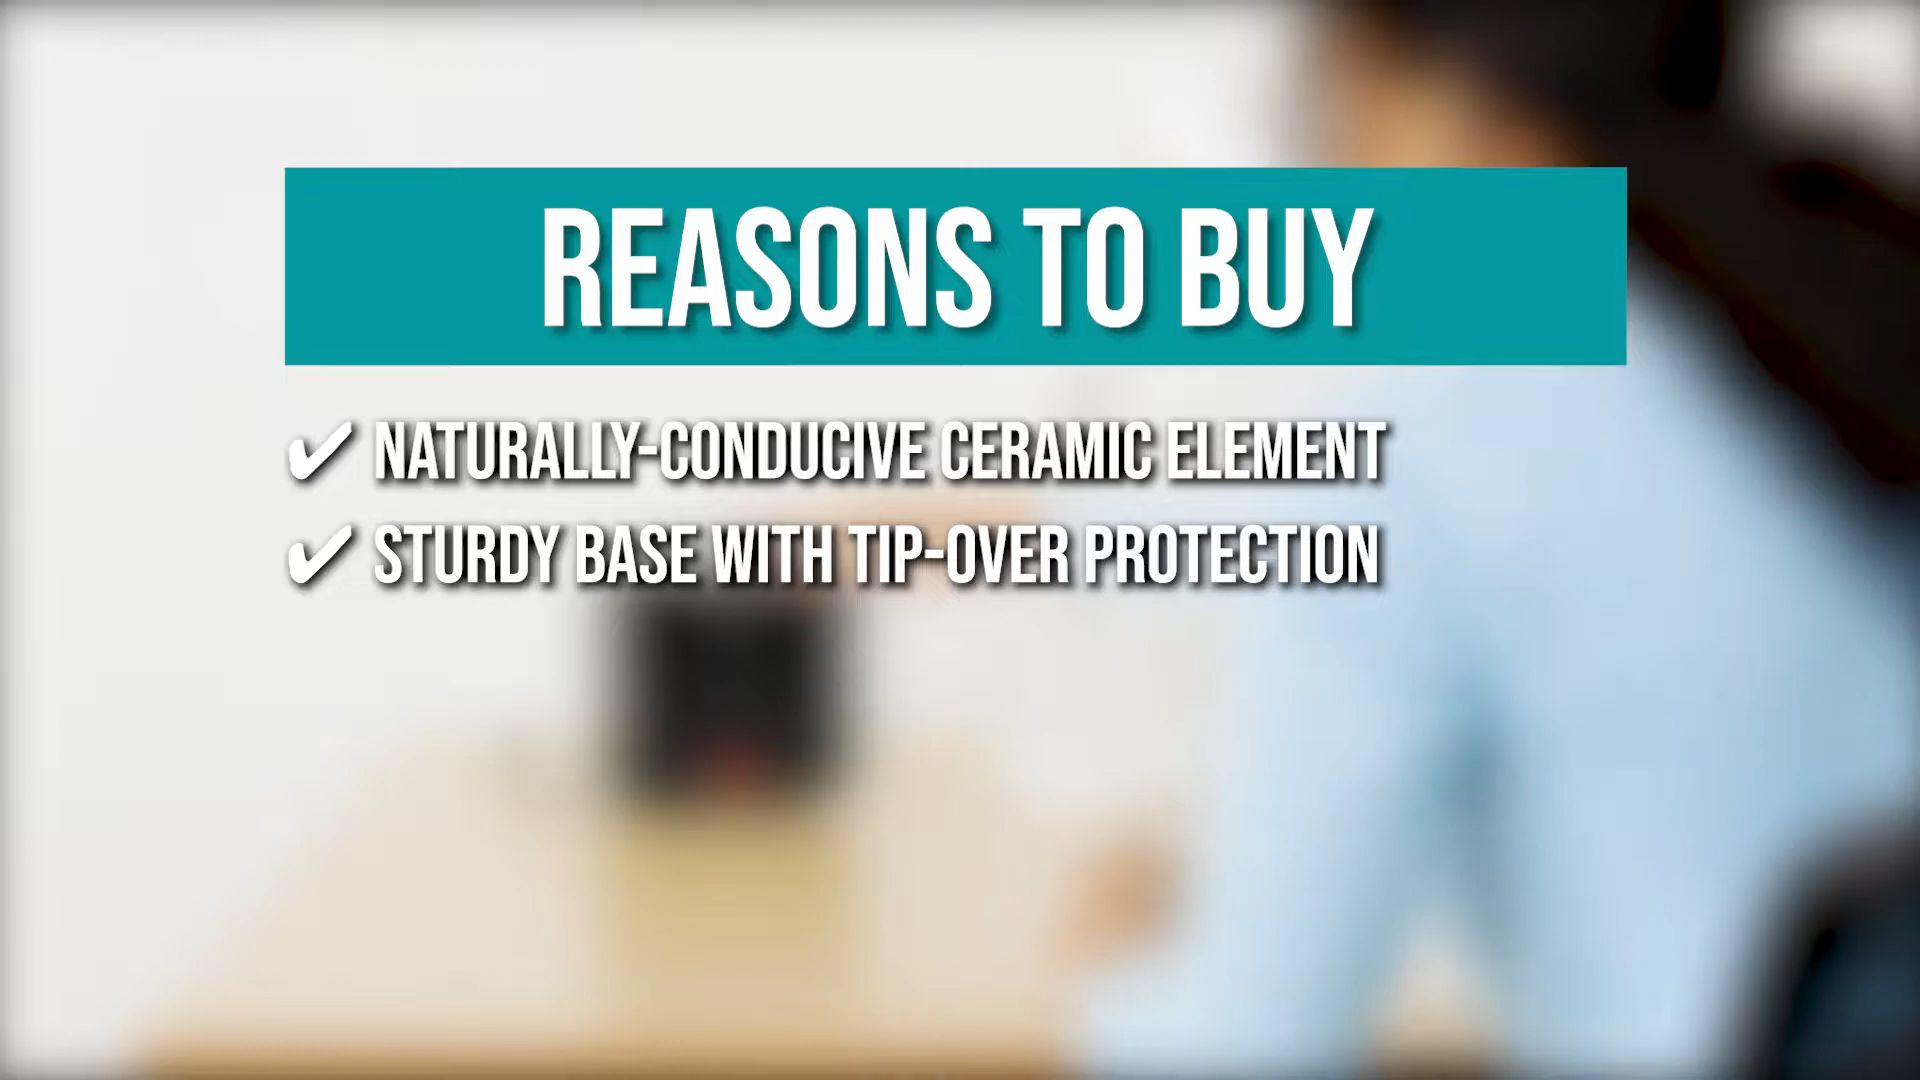 REASONS TO BUY
✔ NATURALLY-CONDUCIVE CERAMIC ELEMENT
✔ STURDY BASE WITH TIP-OVER PROTECTION